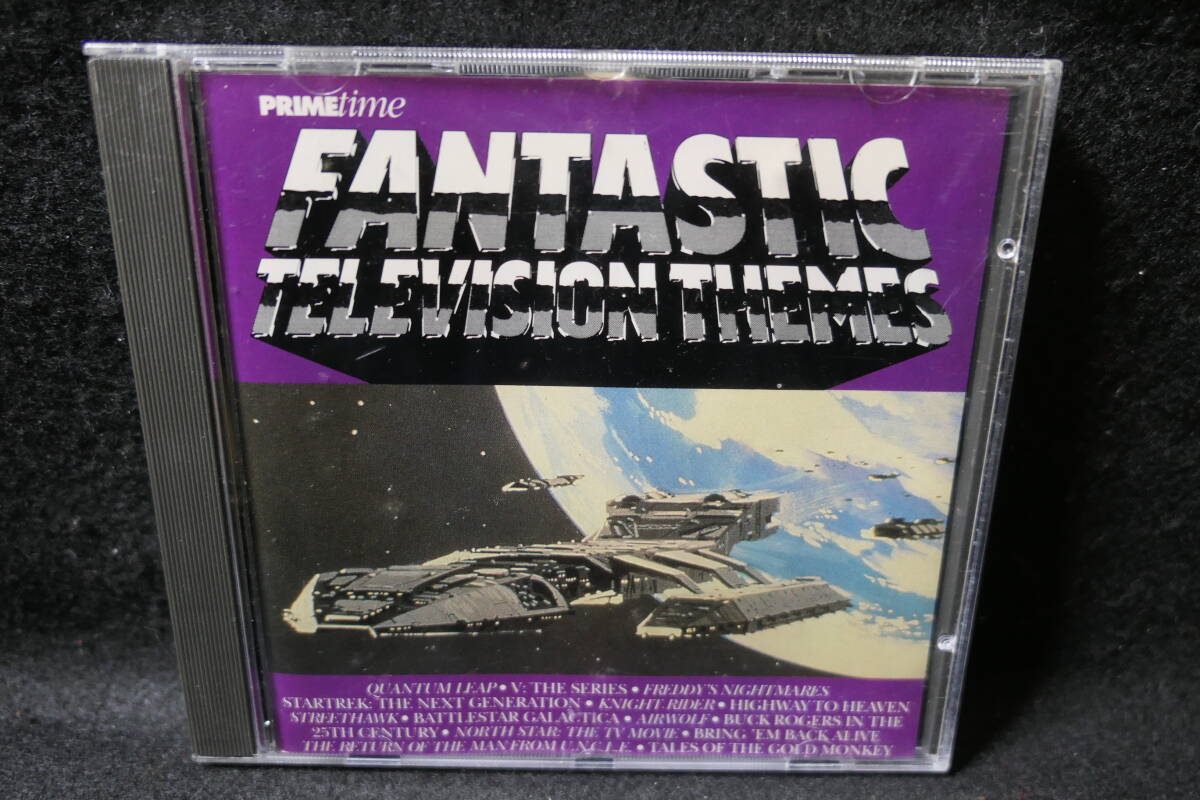 PRIMEtime
FANTASTIC
TELEVISION THEMES
QUANTUM LEAP • V: THE SERIES • FREDDY'S NIGHTMARES
STARTREK: THE NEXT GENERATION • KNIGHT RIDER • HIGHWAY TO HEAVEN
STREETHAWK • BATTLESTAR GALACTICA • AIRWOLF • BUCK ROGERS IN THE
25TH CENTURY • NORTH STAR: THE TV MOVIE • BRING 'EM BACK ALIVE
THE RETURN OF THE MAN FROM U.N.C.L.E. • TALES OF THE GOLD MONKEY